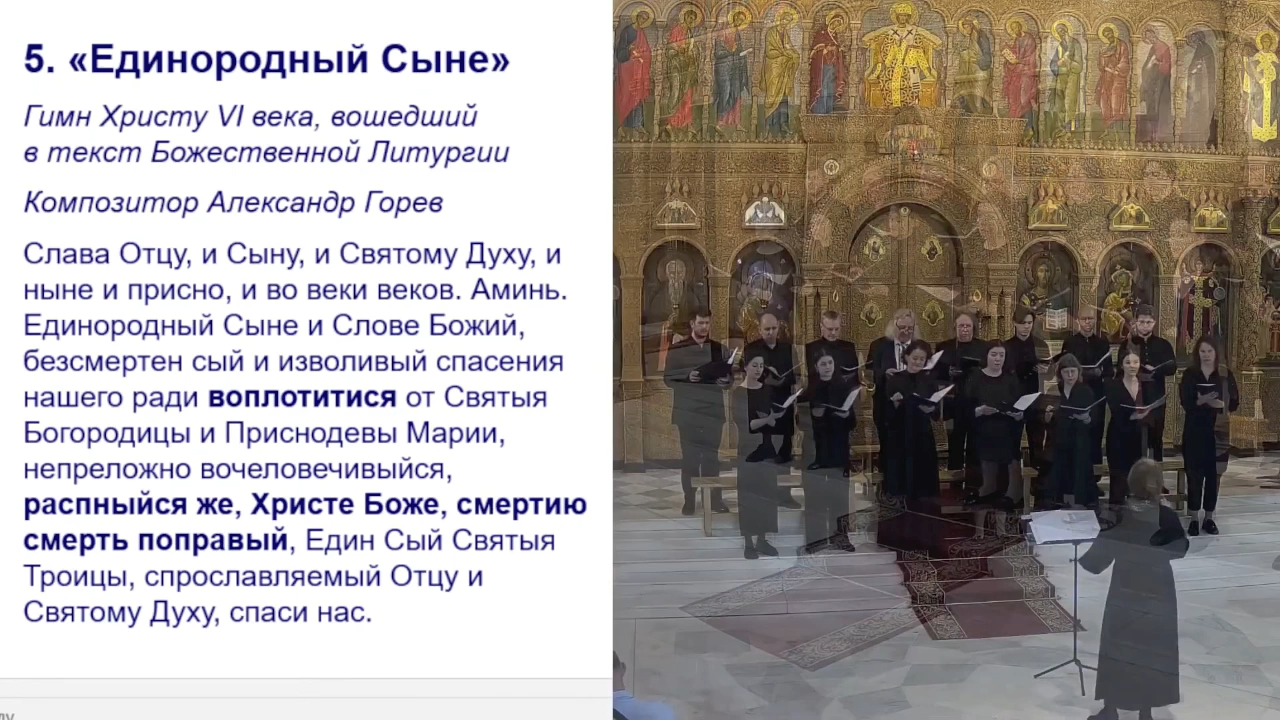 5. «Единородный Сыне»
Гимн Христу VI века, вошедший
в текст Божественной Литургии
Композитор Александр Горев
Слава Отцу, и Сыну, и Святому Духу, и
ныне и присно, и во веки веков. Аминь.
Единородный Сыне и Слове Божий,
безсмертен сый и изволивый спасения
нашего ради воплотитися от Святыя
Богородицы и Приснодевы Марии,
непреложно вочеловечивыйся,
распныйся же, Христе Боже, смертию
смерть поправый, Един Сый Святыя
Троицы, спрославляемый Отцу и
Святому Духу, спаси нас.